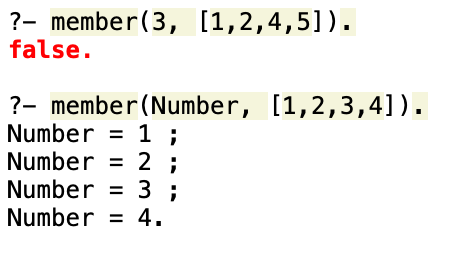 ?- member(3, [1,2,4,5]).
false.
?- member(Number, [1,2,3,4]).
Number = 1 ;
Number = 2 ;
Number = 3 ;
Number = 4.